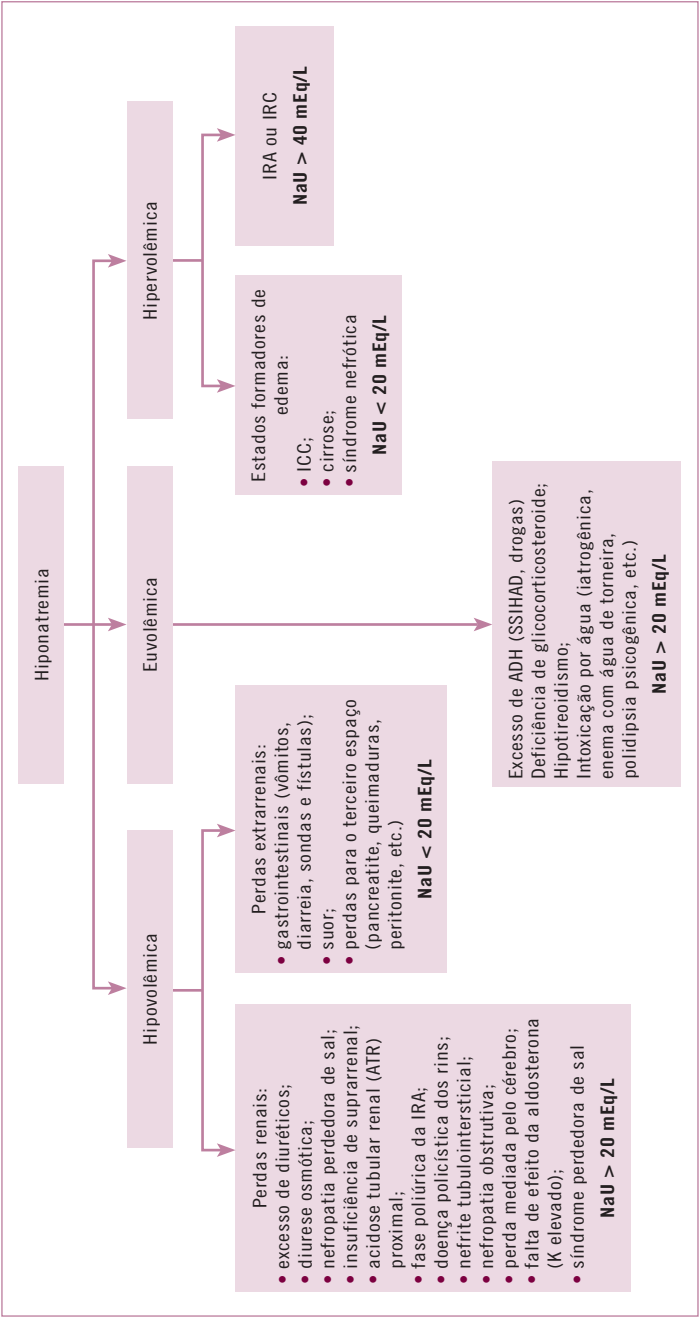 Hiponatremia
Hipovolêmica
Euvolêmica
Hipervolêmica
Perdas renais:
• excesso de diuréticos;
• diurese osmótica;
• nefropatia perdedora de sal;
• insuficiência de suprarrenal;
• acidose tubular renal (ATR)
proximal;
• fase poliúrica da IRA;
• doença policística dos rins;
• nefrite tubulointersticial;
• nefropatia obstrutiva;
• perda mediada pelo cérebro;
• falta de efeito da aldosterona
(K elevado);
• síndrome perdedora de sal
NaU > 20 mEq/L
Perdas extrarrenais:
• gastrointestinais (vômitos,
diarreia, sondas e fístulas);
• suor;
• perdas para o terceiro espaço
(pancreatite, queimaduras,
peritonite, etc.)
NaU < 20 mEq/L
Excesso de ADH (SSIHAD, drogas)
Deficiência de glicocorticosteroide;
Hipotireoidismo;
Intoxicação por água (iatrogênica,
enema com água de torneira,
polidipsia psicogênica, etc.)
NaU > 20 mEq/L
Estados formadores de
edema:
• ICC;
• cirrose;
• síndrome nefrótica
NaU < 20 mEq/L
IRA ou IRC
NaU > 40 mEq/L